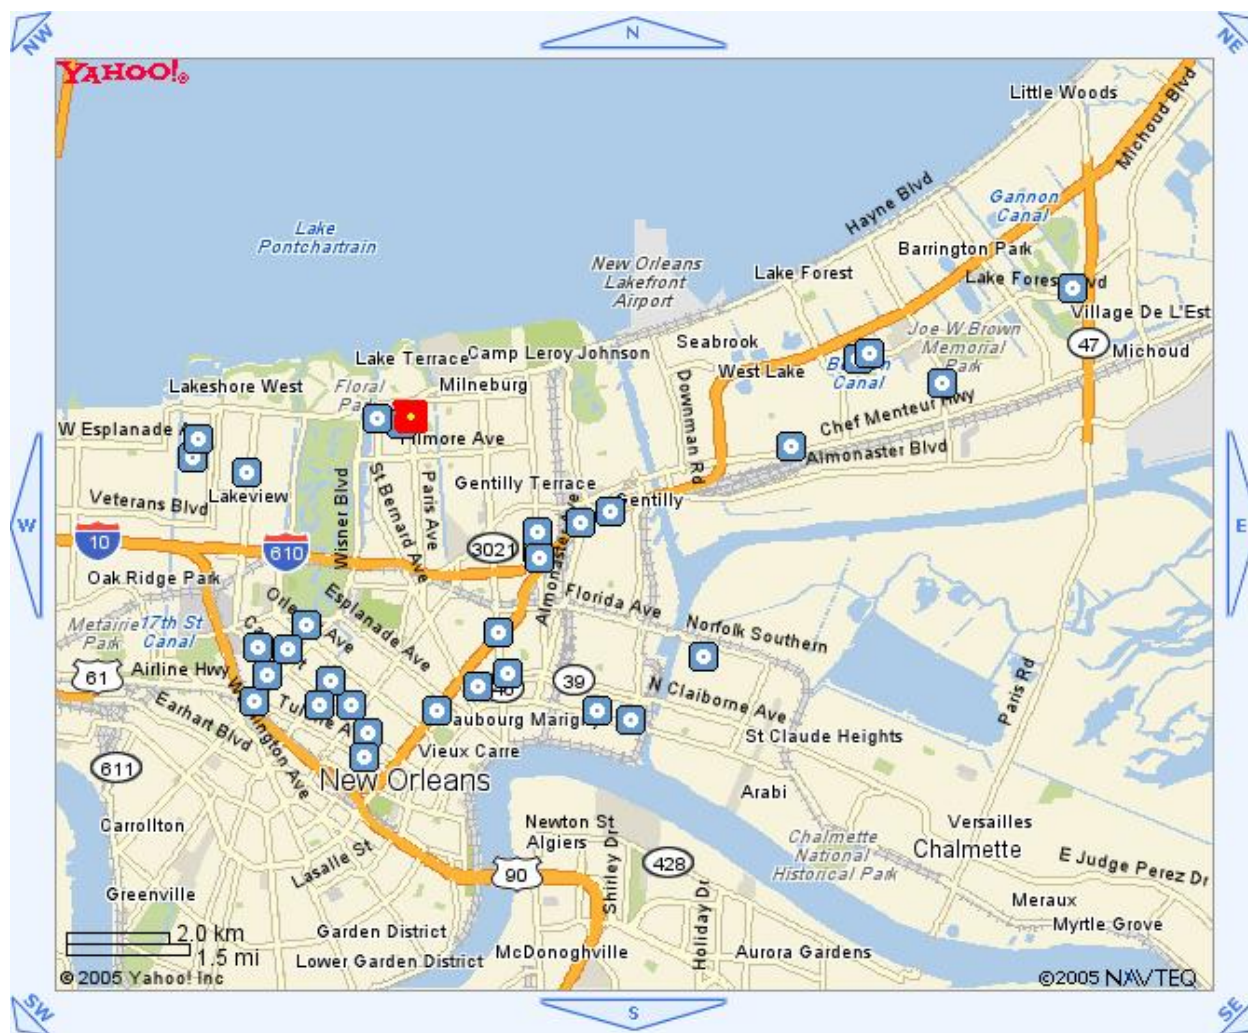 NW
N
NE
YAHOO!®
Little Woods
Michoud Blvd
Gannon
Canal
Hayne Blvd
Lake
Pontchartrain
Barrington Park
New Orleans
Lakefront
Airport
Lake Forest
Lake Forest Blvd
Village De L'Est
Joe W.Brown
Memorial
Park
47
Michoud
Seabrook
Lake Terrace
Camp Leroy Johnson
West Lake
Canal
Lakeshore West
Floral
Milneburg
Downman Rd
Chef Menteur Hwy
W Esplanade A
Filmore Ave
Almonaster Blvd
Lakeview
Gentilly Terrace
Gentilly
Veterans Blvd
Wisner Blvd
St Bernard Ave
Paris Ave
W
E
10
610
3021
Almonaster Ave
Oak Ridge Park
Esplanade Ave
Florida Ave
Norfolk Southern
Metairie
Park
17th St
Canal
61
Airline Hwy
39
N Claiborne Ave
Paris Rd
Earhart Blvd
Washington Ave
St Claude Heights
Vieux Carre
611
New Orleans
Arabi
Carrollton
Newton St
Algiers
Versailles
Chalmette
National
Historical Park
Chalmette
Lasalle St
90
Shirley Dr
428
E Judge Perez Dr
Greenville
Holiday Dr
Meraux
Myrtle Grove
Garden District
2.0 km
1.5 mi
Lower Garden District
McDonoghville
Aurora Gardens
©2005 Yahoo! Inc
©2005 NAVTEQ
SW
S
SE